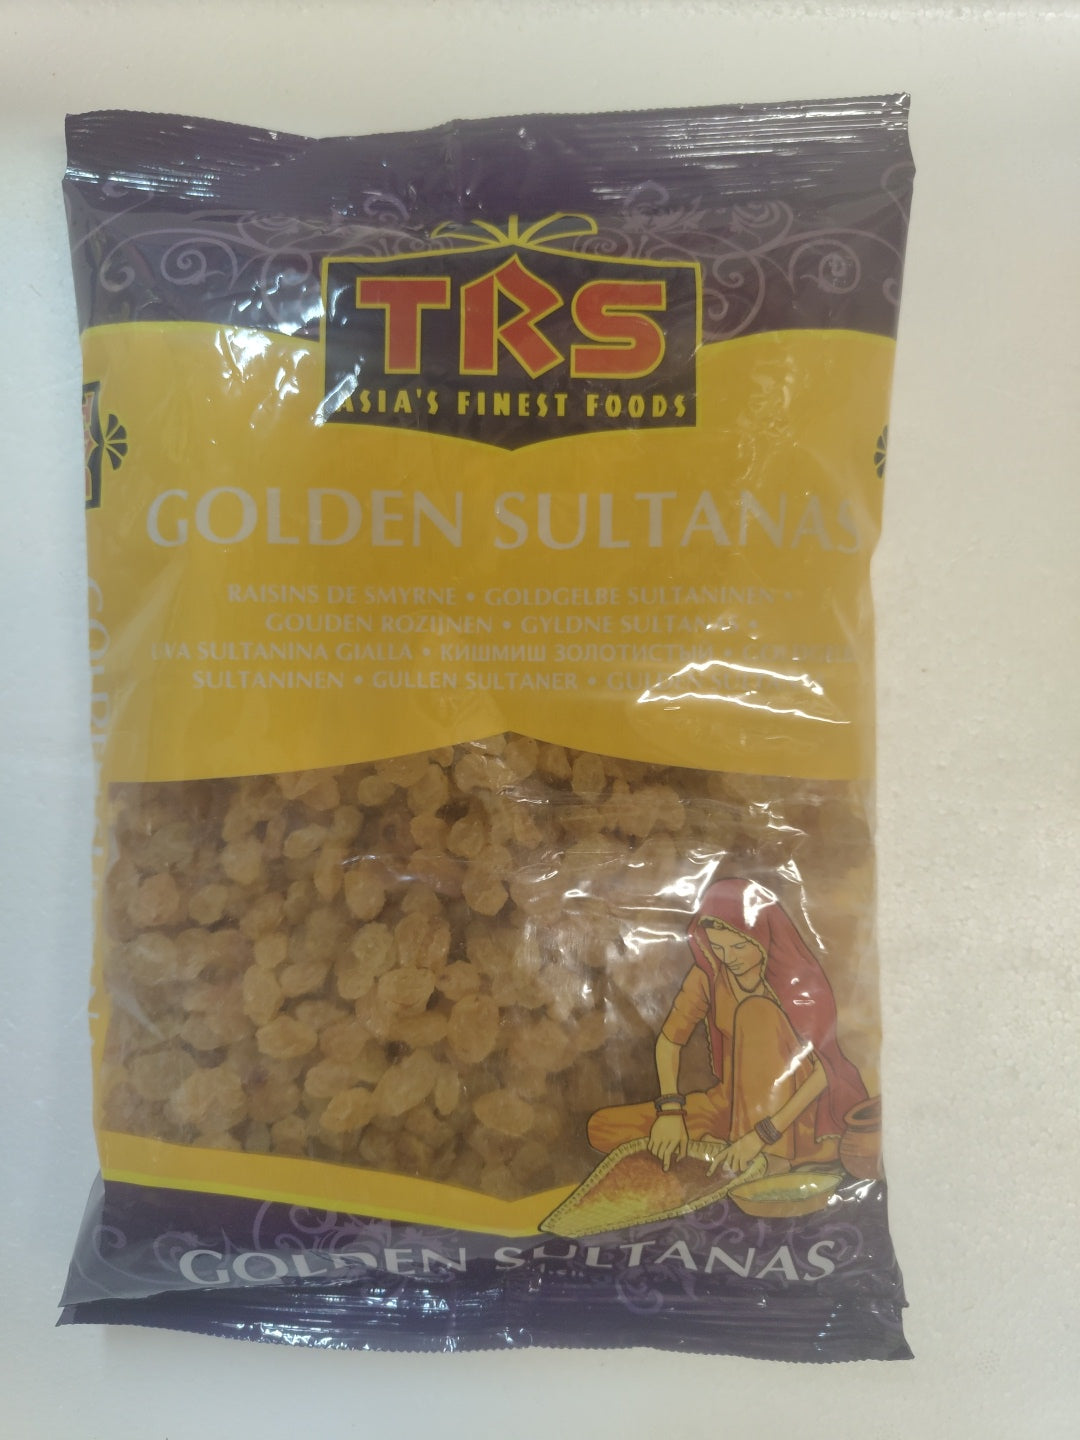 TRS
ASIA'S FINEST FOODS
GOLDEN SULTANAS
RAISINS DE SMYRNE • GOLDGELBE SULTANINEN •
GOUDEN ROZIJNEN • GYLDNE SULTANAS •
UVA SULTANINA GIALLA • КИШМИШ ЗОЛОТИСТЫЙ •
SULTANINEN • GULLEN SULTANER •
GOLDEN SULTANAS